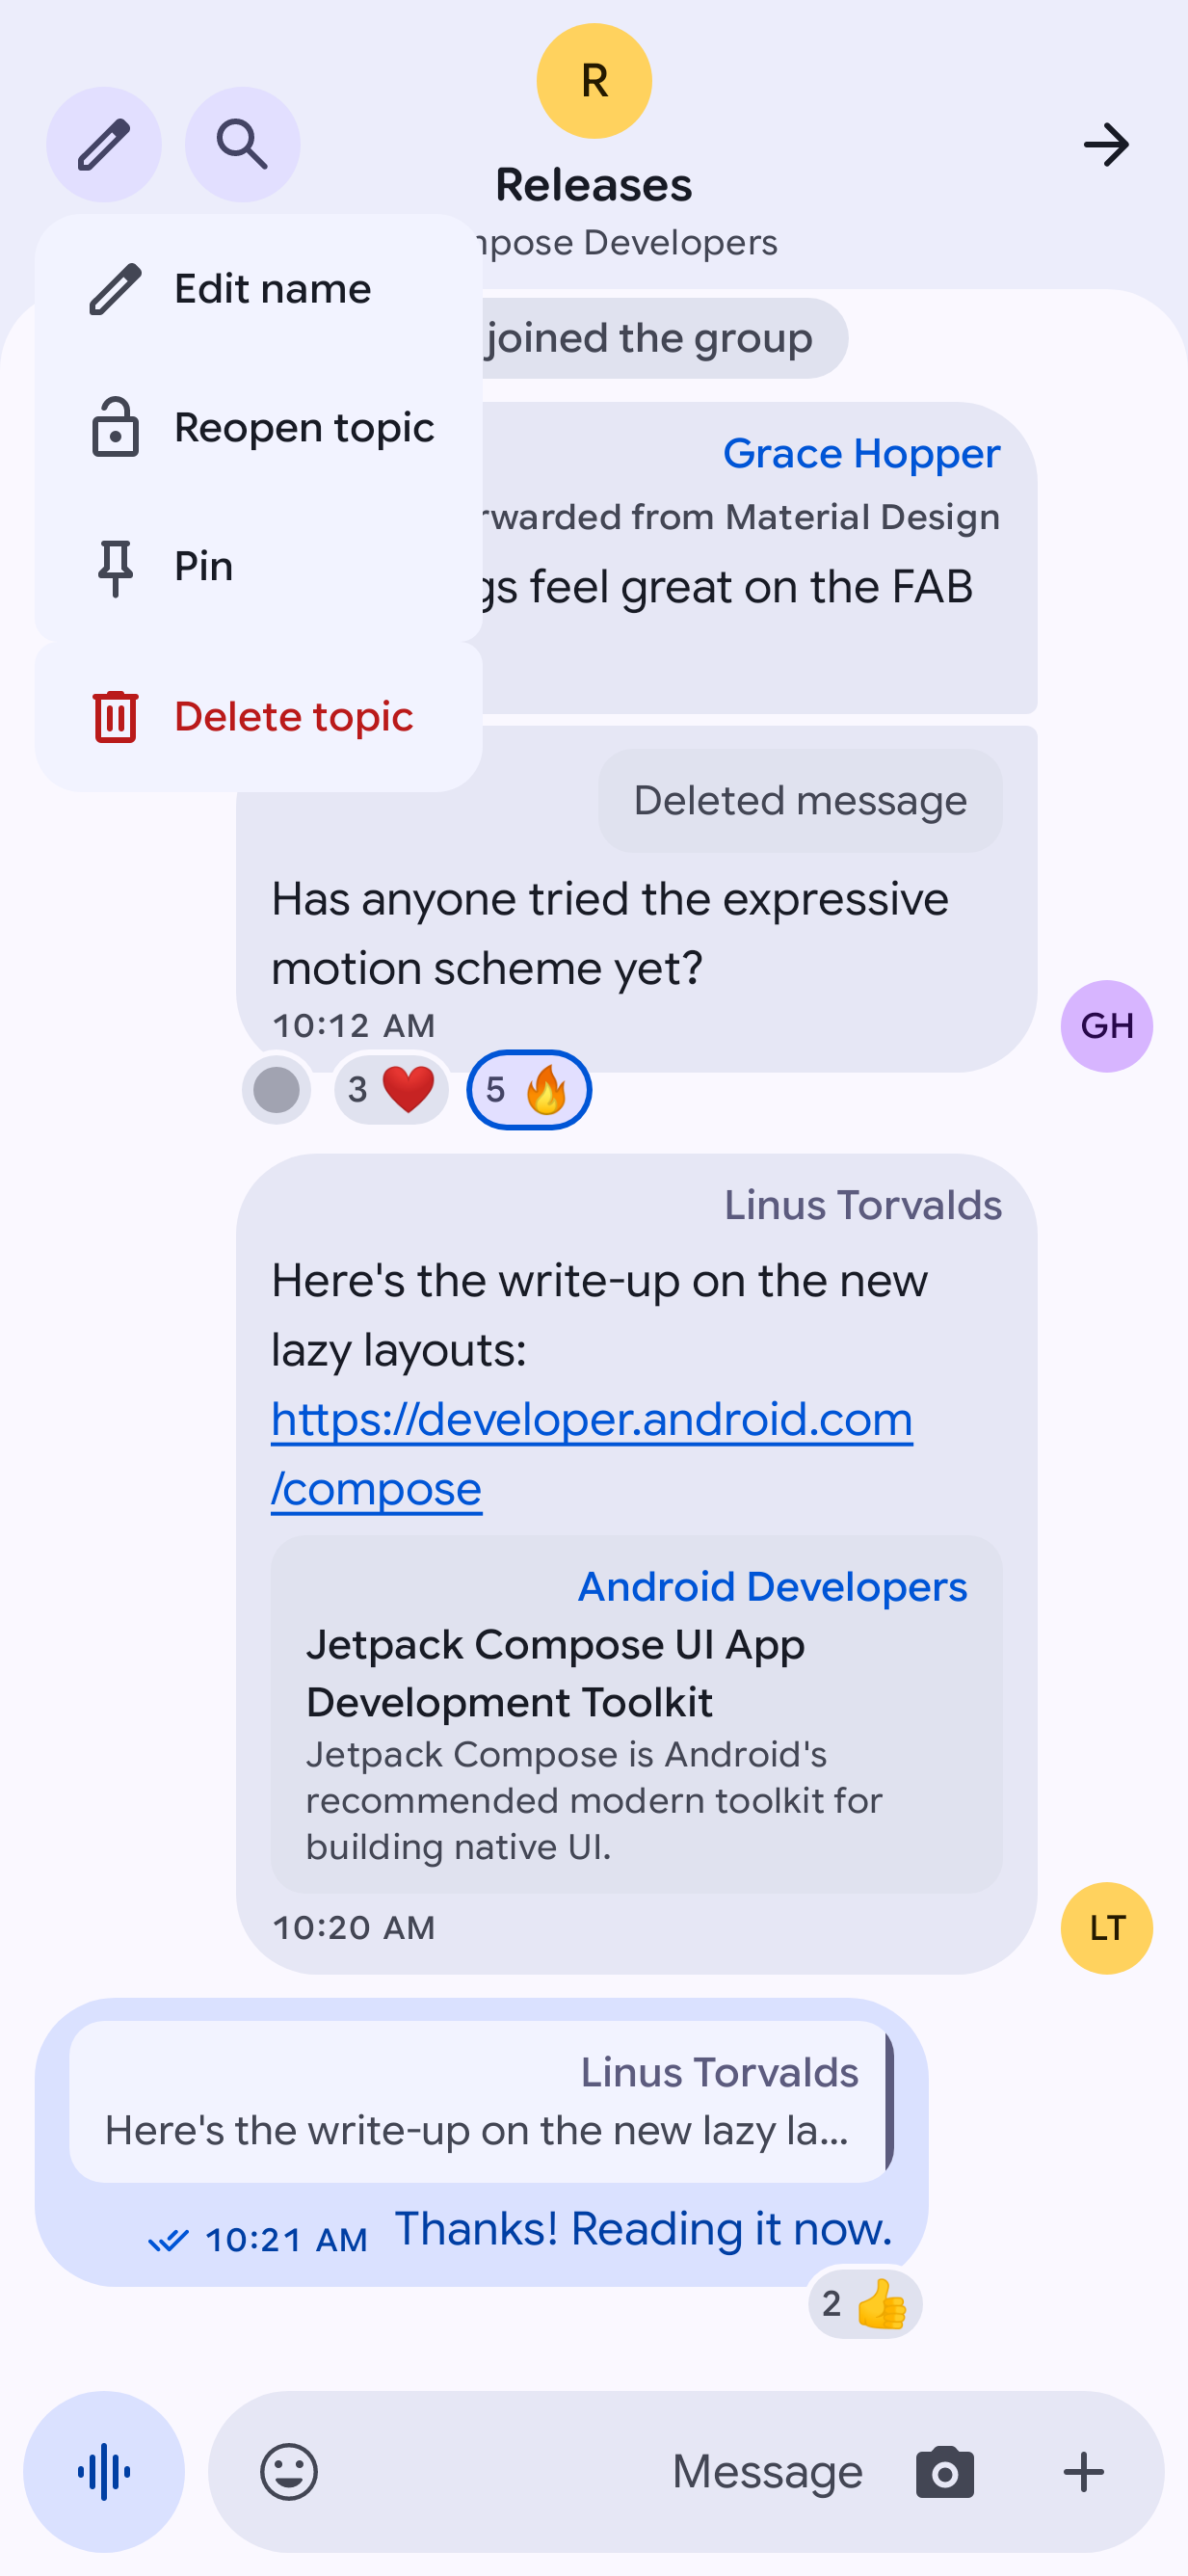 R
Releases
Developers
Edit name
joined the group
Reopen topic
Grace Hopper
from Material Design
Pin
feel great on the FAB
Delete topic
Deleted message
Has anyone tried the expressive
motion scheme yet?
10:12 AM
GH
3 ❤️
5 🔥
Linus Torvalds
Here's the write-up on the new
lazy layouts:
https://developer.android.com
/compose
Android Developers
Jetpack Compose UI App
Development Toolkit
Jetpack Compose is Android's
recommended modern toolkit for
building native UI.
10:20 AM
LT
Linus Torvalds
Here's the write-up on the new lazy la...
Thanks! Reading it now.
10:21 AM
2 👍
Message